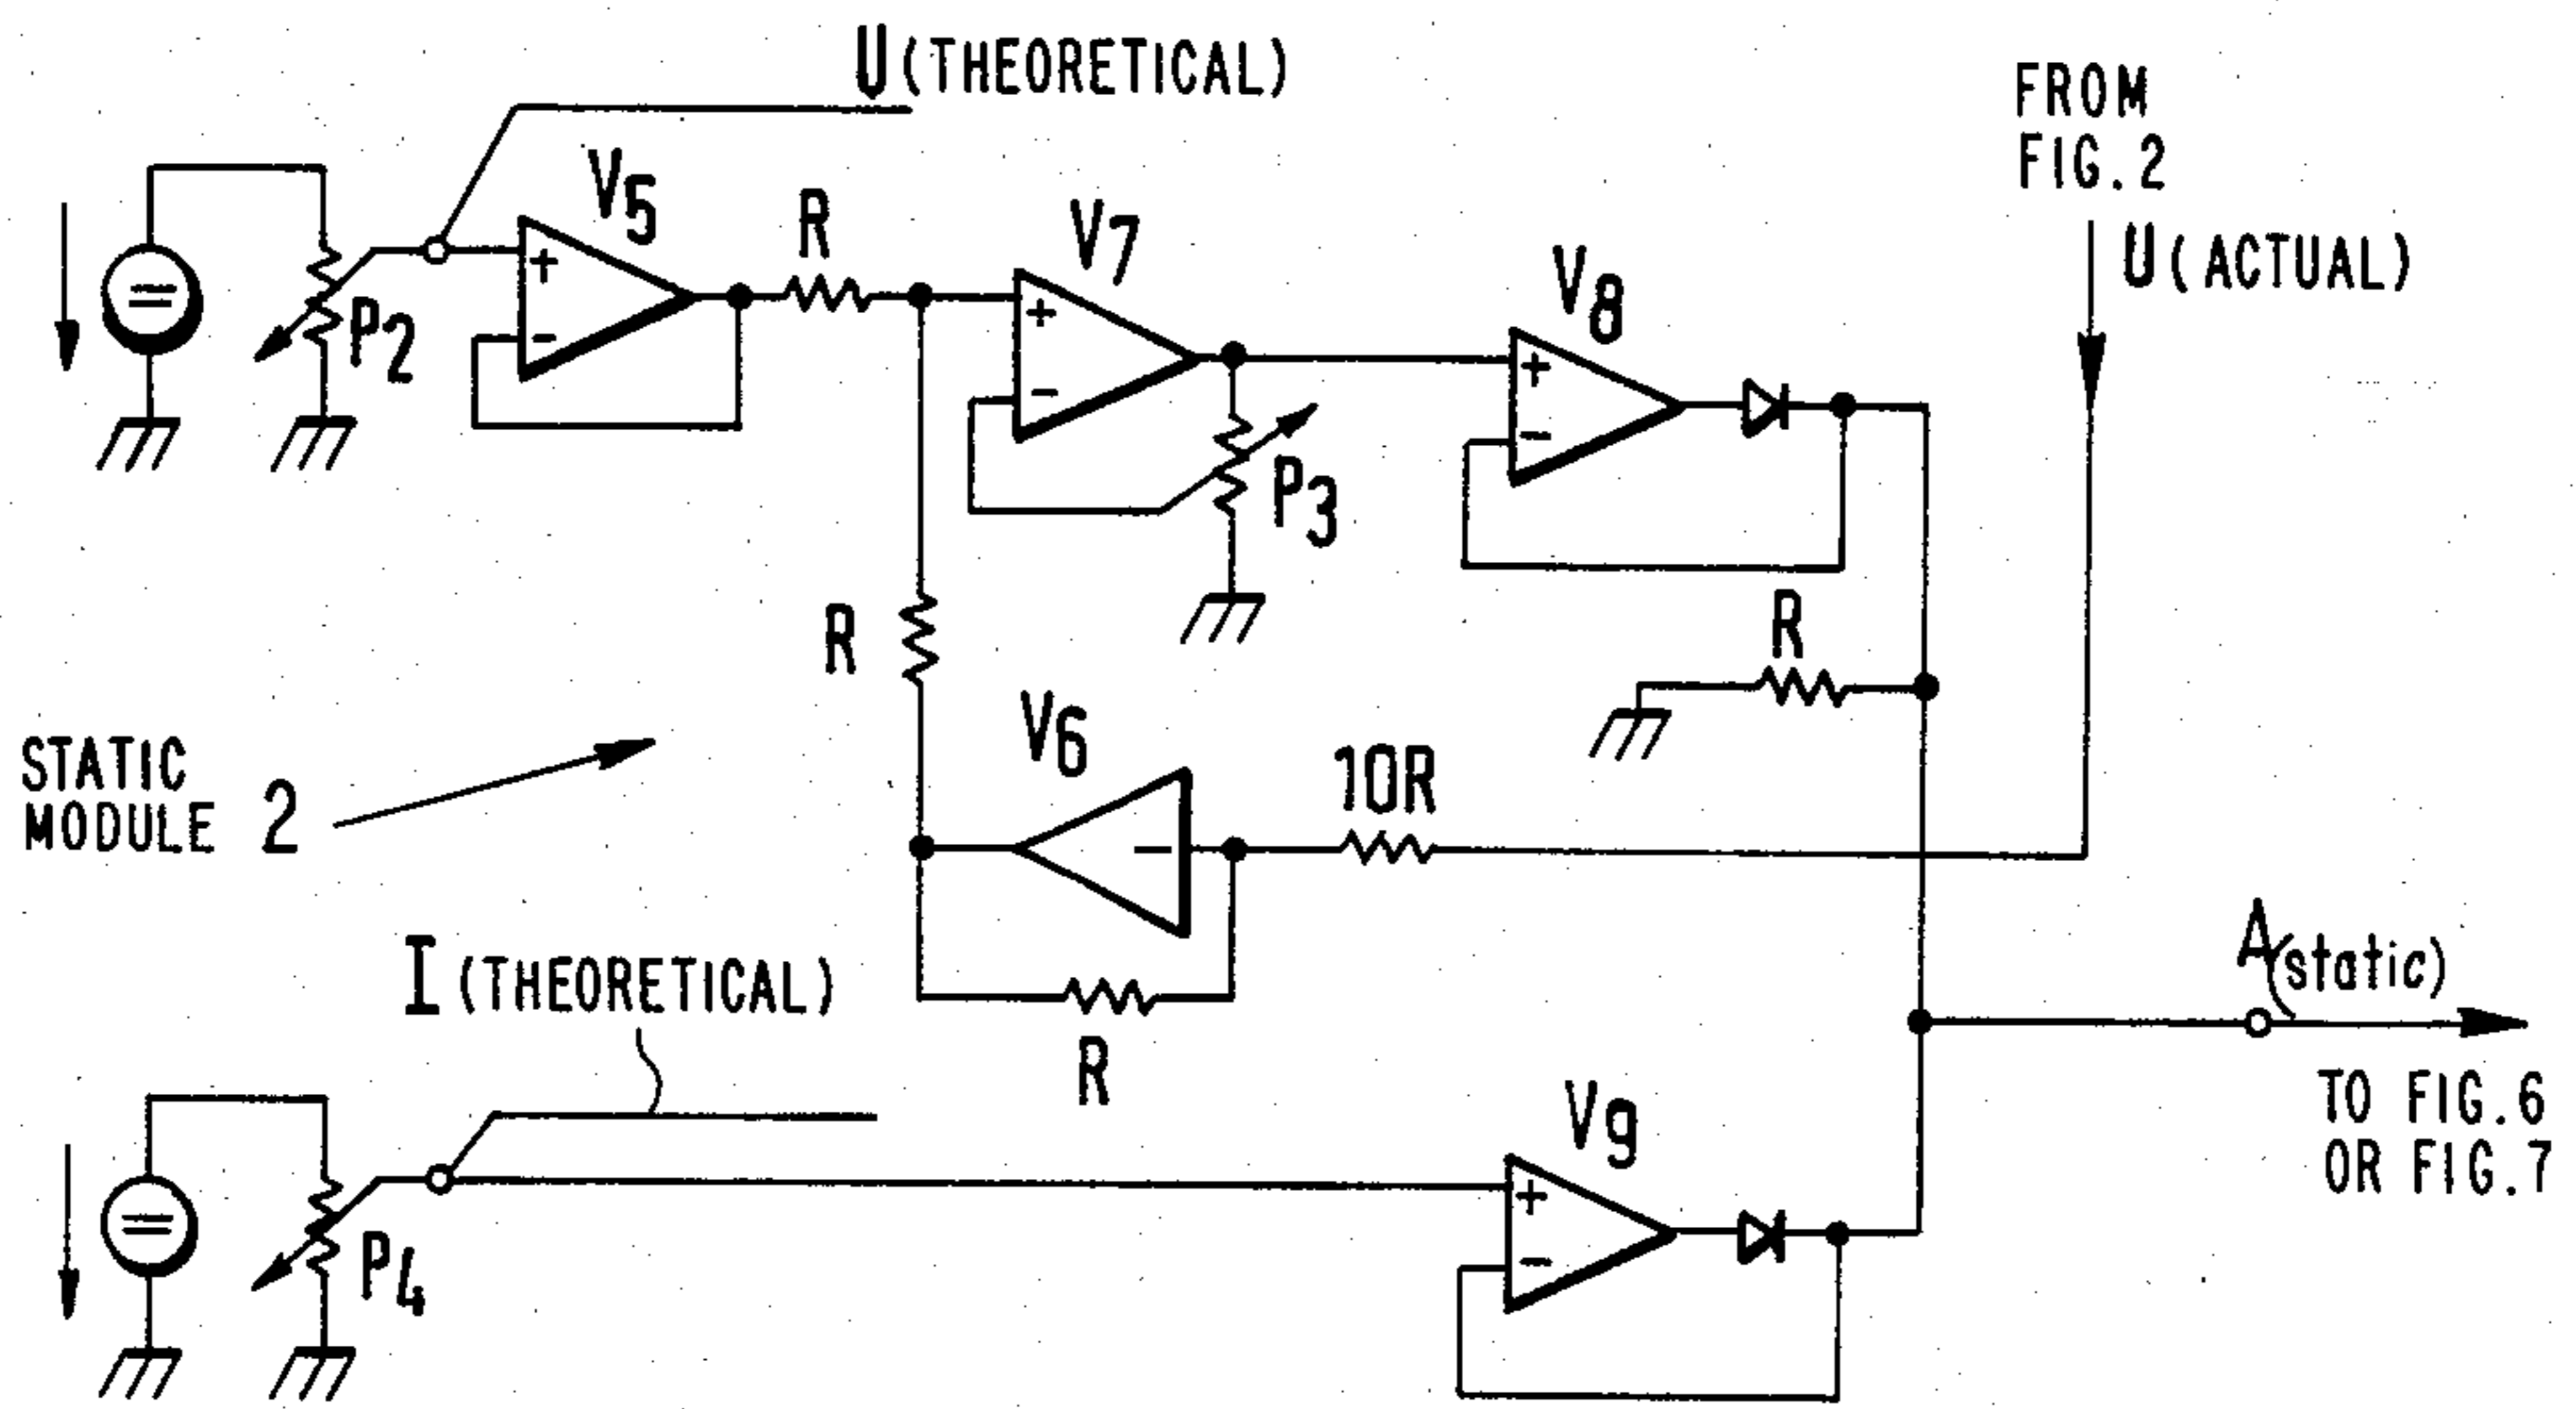 U (THEORETICAL)
FROM
FIG. 2
U (ACTUAL)
V5
R
V7
V8
+
-
P2
+
-
P3
+
-
R
R
STATIC
MODULE 2
V6
-
10R
R
I (THEORETICAL)
A(static)
TO FIG. 6
OR FIG. 7
V9
+
-
P4